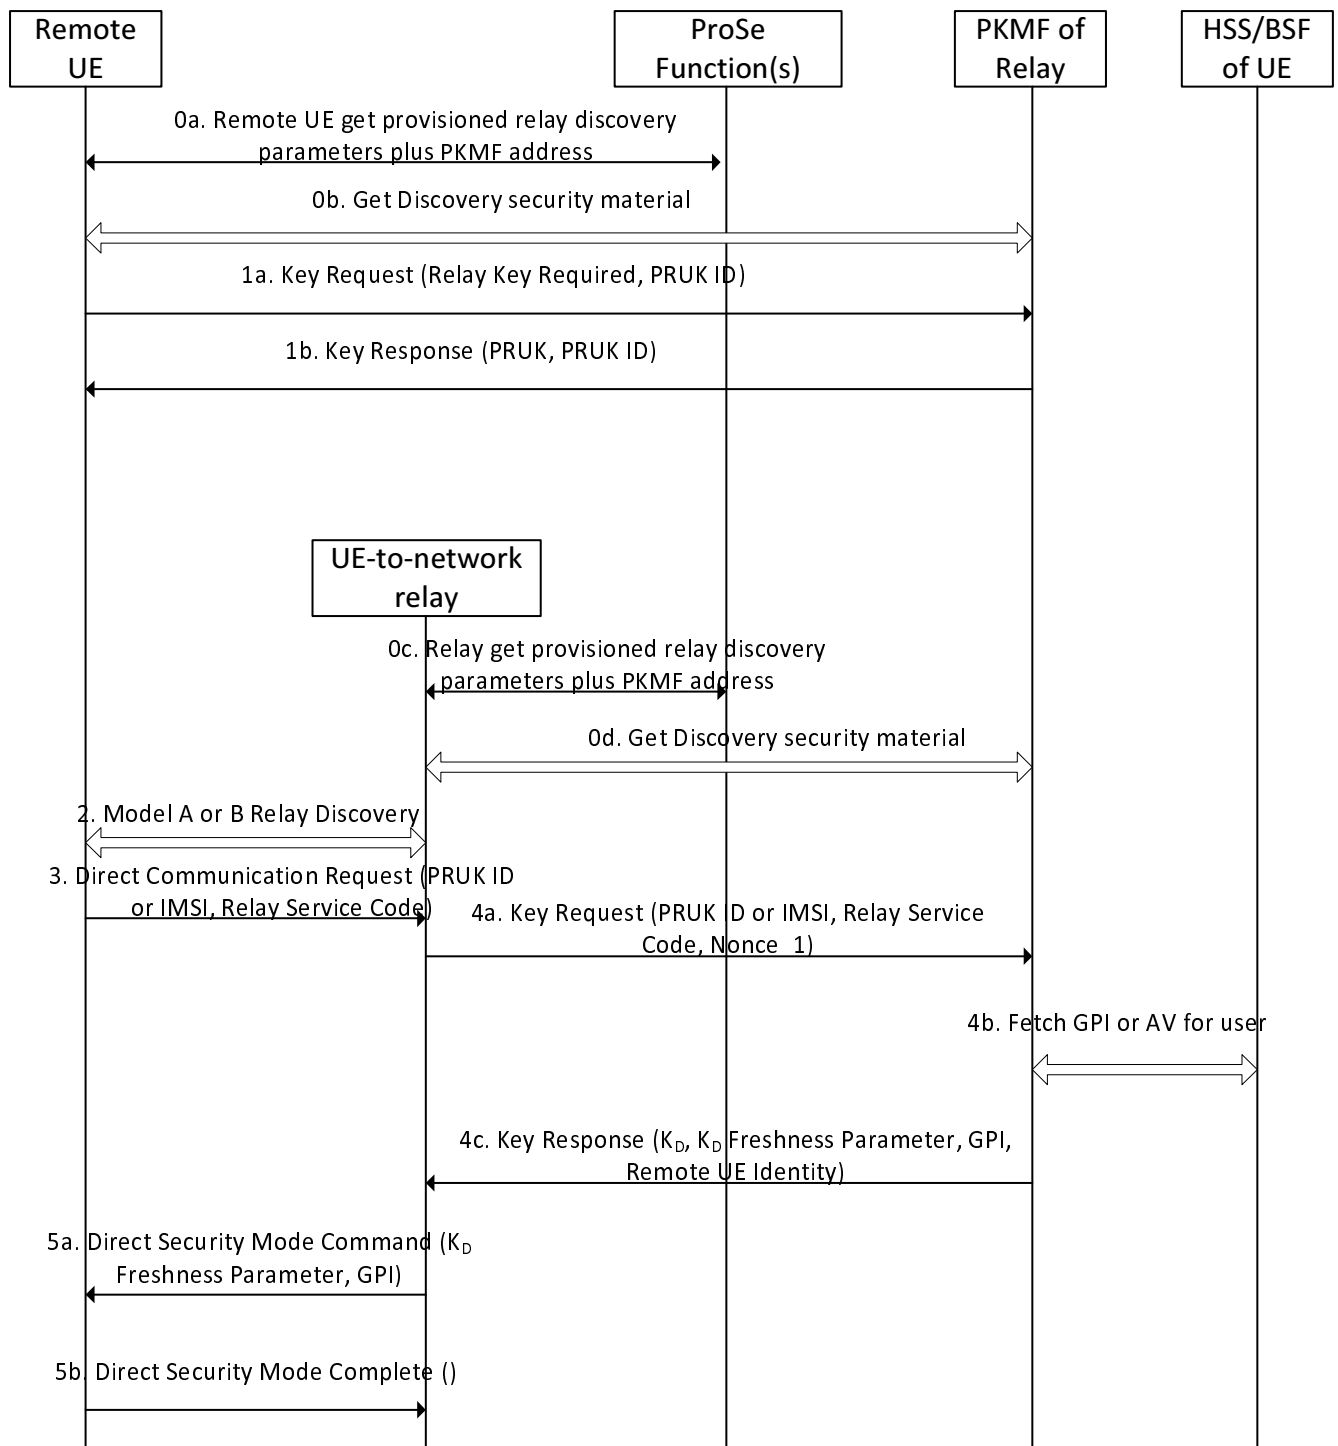 Remote
UE
ProSe
Function(s)
PKMF of
Relay
HSS/BSF
of UE
0a. Remote UE get provisioned relay discovery
parameters plus PKMF address
0b. Get Discovery security material
1a. Key Request (Relay Key Required, PRUK ID)
1b. Key Response (PRUK, PRUK ID)
UE-to-network
relay
0c. Relay get provisioned relay discovery
parameters plus PKMF address
0d. Get Discovery security material
2. Model A or B Relay Discovery
3. Direct Communication Request (PRUK ID
or IMSI, Relay Service Code)
4a. Key Request (PRUK ID or IMSI, Relay Service
Code, Nonce_1)
4b. Fetch GPI or AV for user
4c. Key Response (K_D, K_D Freshness Parameter, GPI,
Remote UE Identity)
5a. Direct Security Mode Command (K_D
Freshness Parameter, GPI)
5b. Direct Security Mode Complete ()